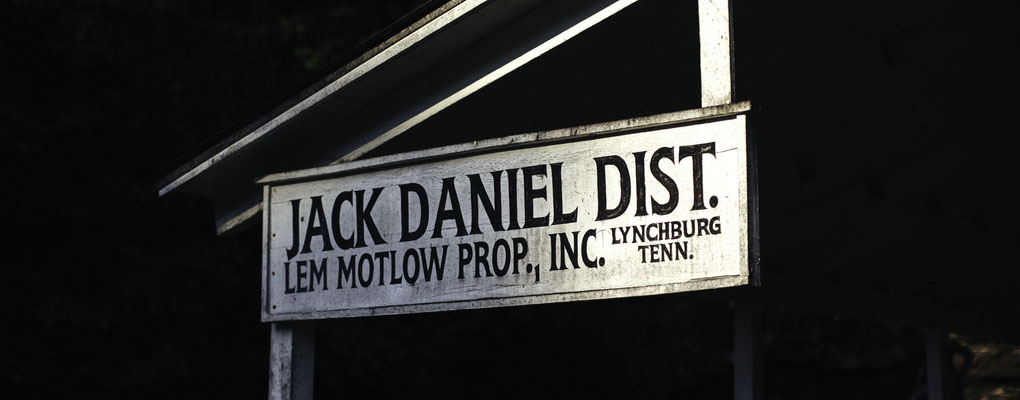 JACK DANIEL DIST.
LEM MOTLOW PROP., INC.
LYNCHBURG
TENN.